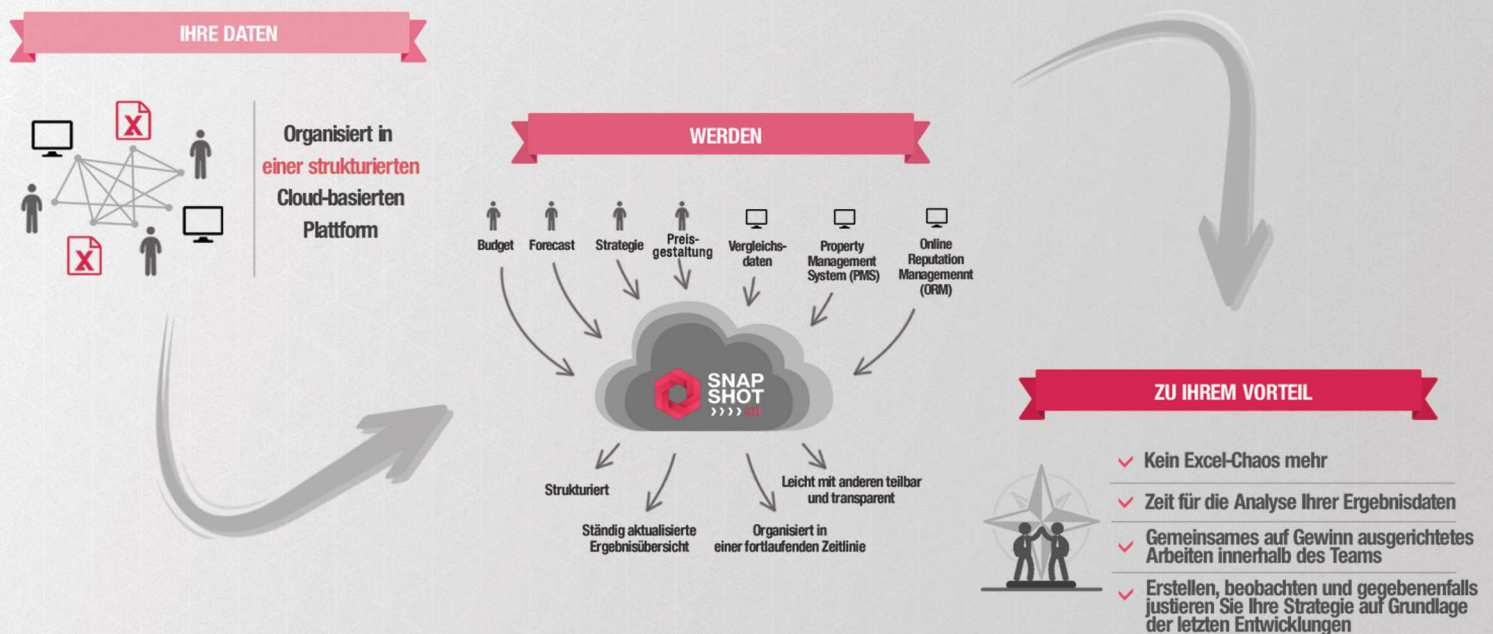 IHRE DATEN
X
X
Organisiert in
einer strukturierten
Cloud-basierten
Plattform
WERDEN
Budget
Forecast
Strategie
Preis-
gestaltung
Vergleichs-
daten
Property
Management
System (PMS)
Online
Reputation
Managemennt
(ORM)
SNAP
SHOT
Strukturiert
Ständig aktualisierte
Ergebnisübersicht
Organisiert in
einer fortlaufenden Zeitlinie
Leicht mit anderen teilbar
und transparent
ZU IHREM VORTEIL
Kein Excel-Chaos mehr
Zeit für die Analyse Ihrer Ergebnisdaten
Gemeinsames auf Gewinn ausgerichtetes
Arbeiten innerhalb des Teams
Erstellen, beobachten und gegebenenfalls
justieren Sie Ihre Strategie auf Grundlage
der letzten Entwicklungen